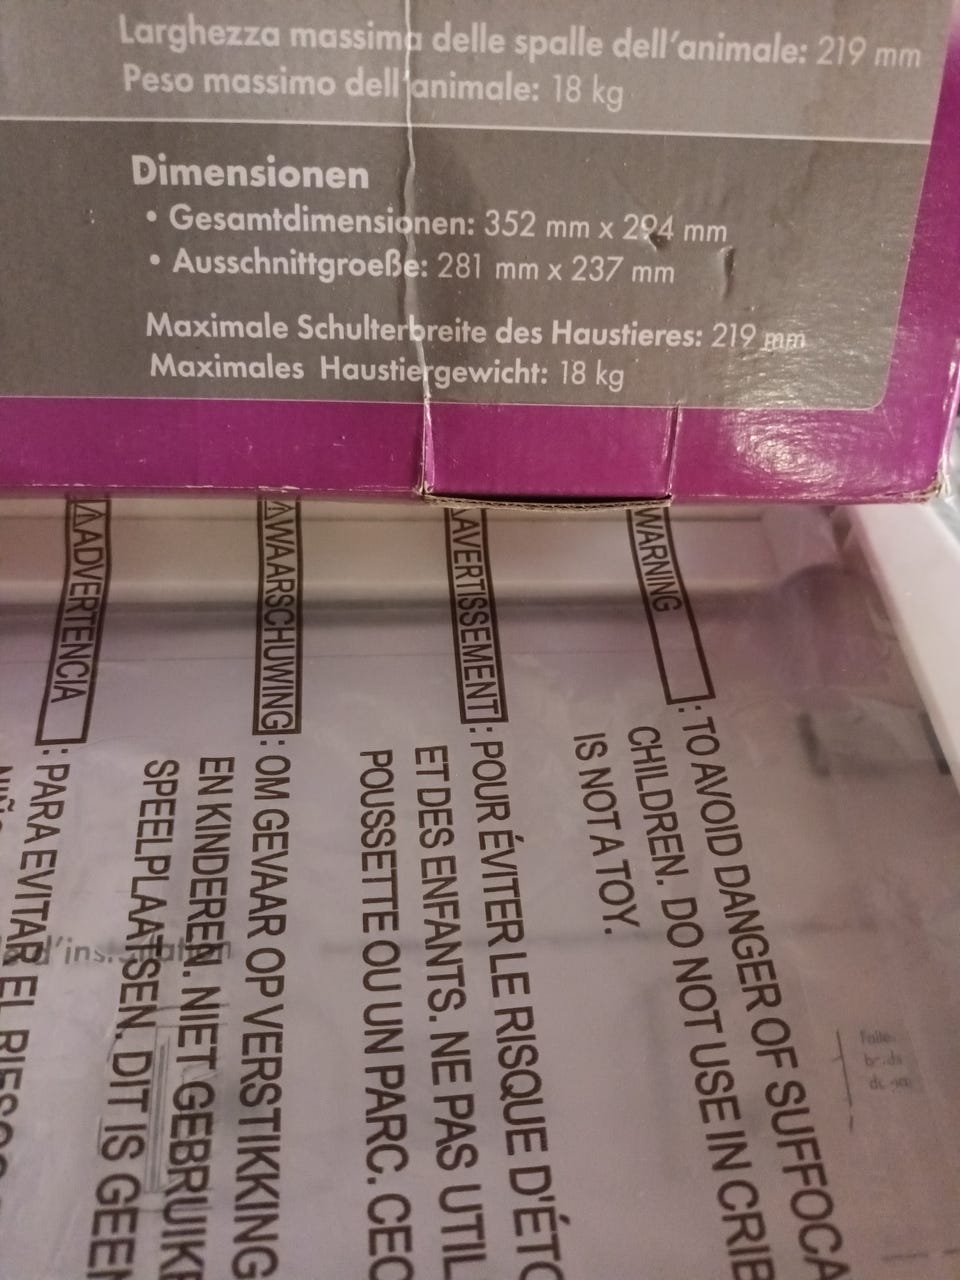 Larghezza massima delle spalle dell'animale: 219 mm
Peso massimo dell'animale: 18 kg
Dimensionen
• Gesamtdimensionen: 352 mm x 294 mm
• Ausschnittgroeße: 281 mm x 237 mm
Maximale Schulterbreite des Haustieres: 219 mm
Maximales Haustiergewicht: 18 kg
WARNING : TO AVOID DANGER OF SUFFOCA
CHILDREN. DO NOT USE IN CRIB
IS NOT A TOY.
⚠AVERTISSEMENT : POUR ÉVITER LE RISQUE D'ÉTO
ET DES ENFANTS. NE PAS UTIL
POUSSETTE OU UN PARC. CEC
⚠WAARSCHUWING : OM GEVAAR OP VERSTIKKING
EN KINDEREN. NIET GEBRUIK
SPEELPLAATSEN. DIT IS GEEN
⚠ADVERTENCIA : PARA EVITAR EL RIESGO
d'installation